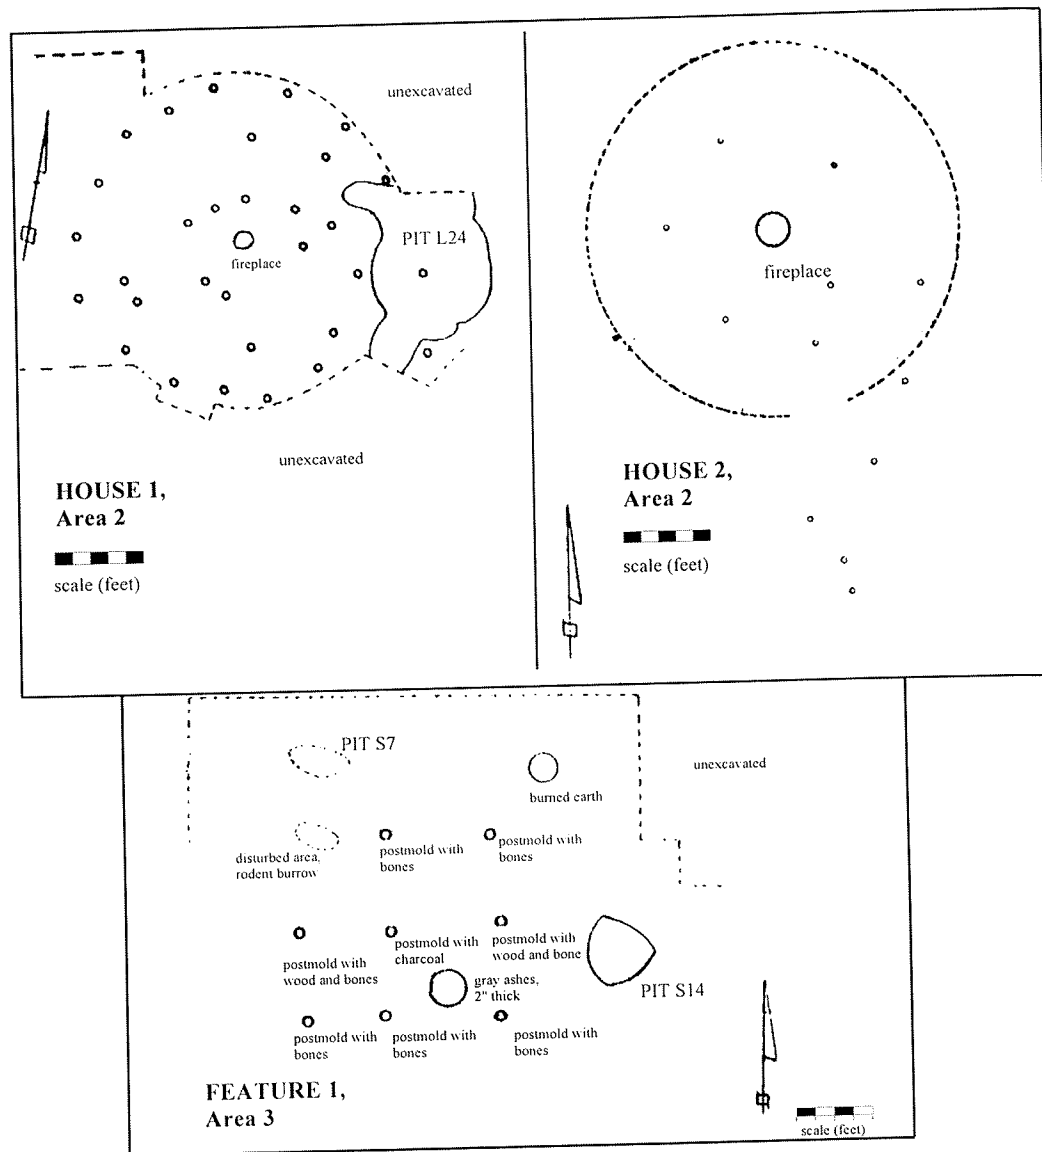 unexcavated
PIT L24
fireplace
unexcavated
HOUSE 1,
Area 2
scale (feet)
fireplace
HOUSE 2,
Area 2
scale (feet)
PIT S7
unexcavated
burned earth
disturbed area,
rodent burrow
postmold with
bones
postmold with
bones
postmold with
wood and bones
postmold with
charcoal
postmold with
wood and bone
gray ashes,
2" thick
PIT S14
postmold with
bones
postmold with
bones
postmold with
bones
FEATURE 1,
Area 3
scale (feet)